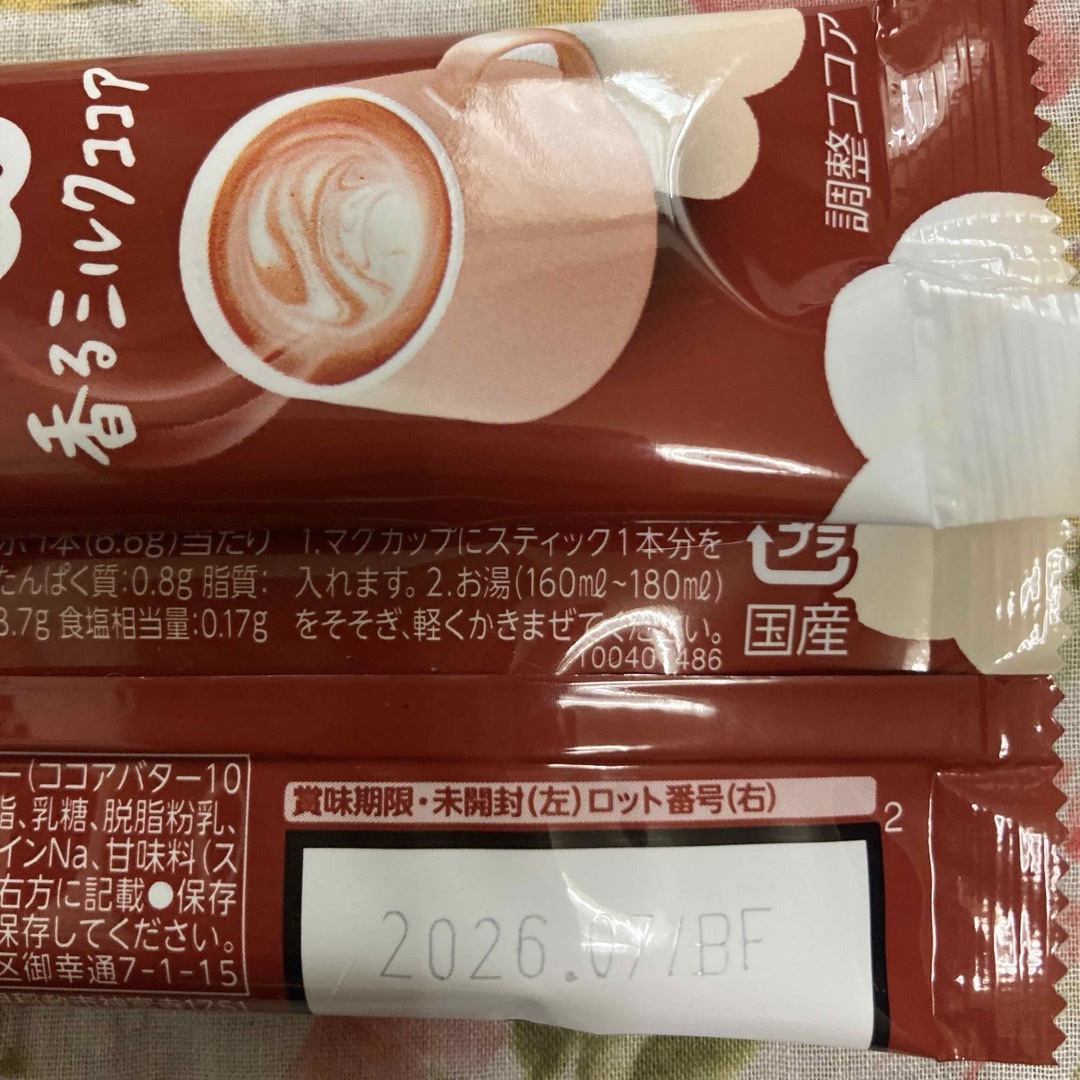 香るミルクココア
調整ココア
1本(6.6g)当たり
たんぱく質:0.8g 脂質:
8.7g 食塩相当量:0.17g
1.マグカップにスティック1本分を
入れます。2.お湯(160㎖~180㎖)
をそそぎ、軽くかきまぜてください。
プラ
国産
ー(ココアバター10
脂、乳糖、脱脂粉乳、
インNa、甘味料(ス
右方に記載●保存
保存してください。
区御幸通7-1-15
賞味期限・未開封(左)ロット番号(右)
2
2026.07/BF